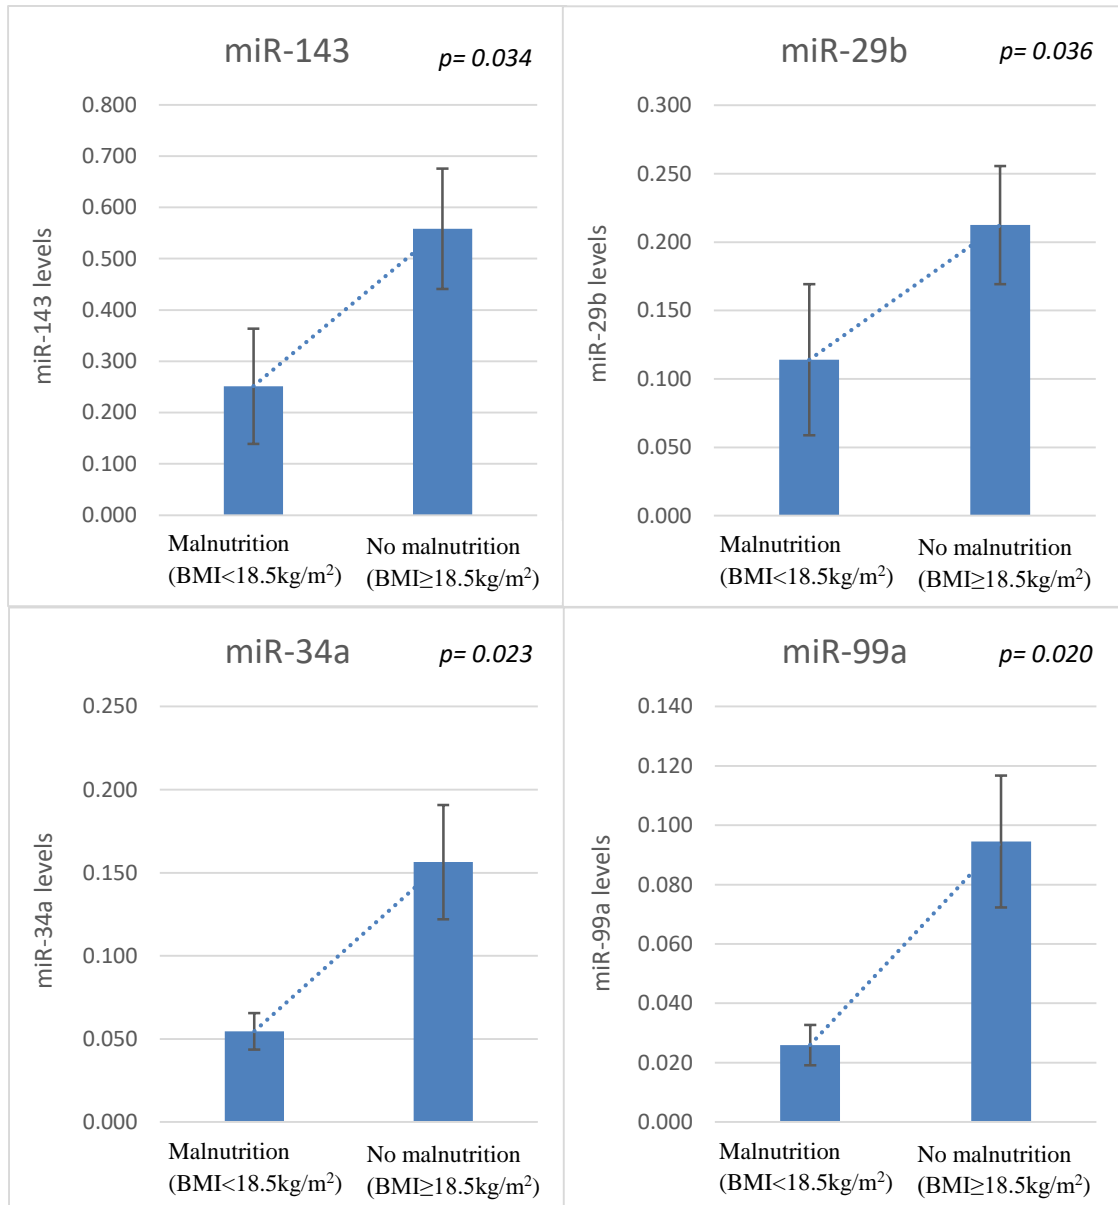 miR-143
p= 0.034
0.800
0.700
0.600
0.500
0.400
0.300
0.200
0.100
0.000
miR-143 levels
Malnutrition
(BMI<18.5kg/m²)
No malnutrition
(BMI≥18.5kg/m²)
miR-29b
p= 0.036
0.300
0.250
0.200
0.150
0.100
0.050
0.000
miR-29b levels
Malnutrition
(BMI<18.5kg/m²)
No malnutrition
(BMI≥18.5kg/m²)
miR-34a
p= 0.023
0.250
0.200
0.150
0.100
0.050
0.000
miR-34a levels
Malnutrition
(BMI<18.5kg/m²)
No malnutrition
(BMI≥18.5kg/m²)
miR-99a
p= 0.020
0.140
0.120
0.100
0.080
0.060
0.040
0.020
0.000
miR-99a levels
Malnutrition
(BMI<18.5kg/m²)
No malnutrition
(BMI≥18.5kg/m²)